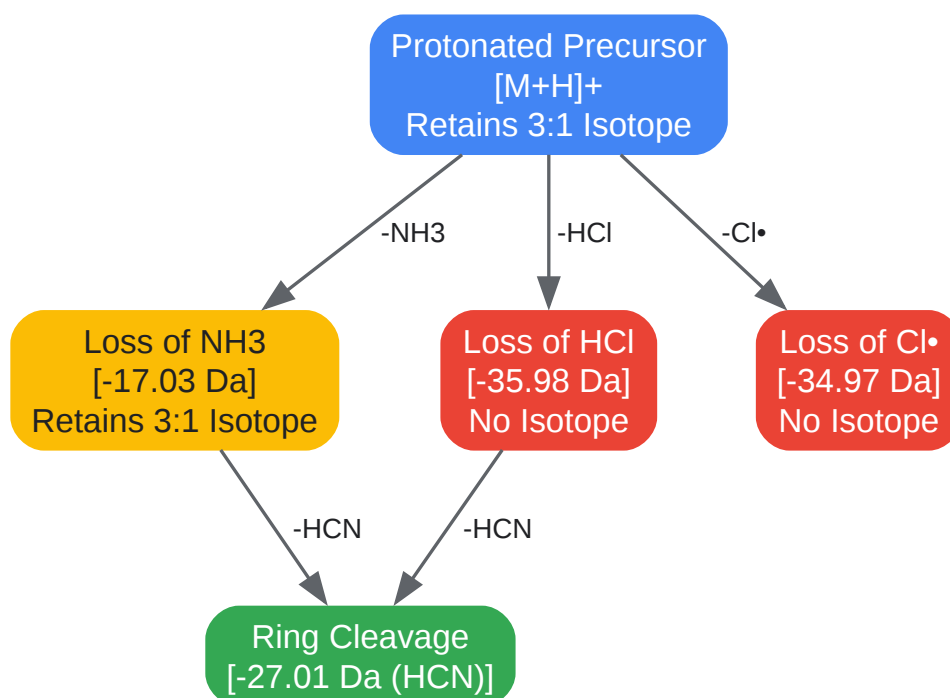 Protonated Precursor
[M+H]+
Retains 3:1 Isotope
-NH3
-HCl
-Cl•
Loss of NH3
[-17.03 Da]
Retains 3:1 Isotope
Loss of HCl
[-35.98 Da]
No Isotope
Loss of Cl•
[-34.97 Da]
No Isotope
-HCN
-HCN
Ring Cleavage
[-27.01 Da (HCN)]